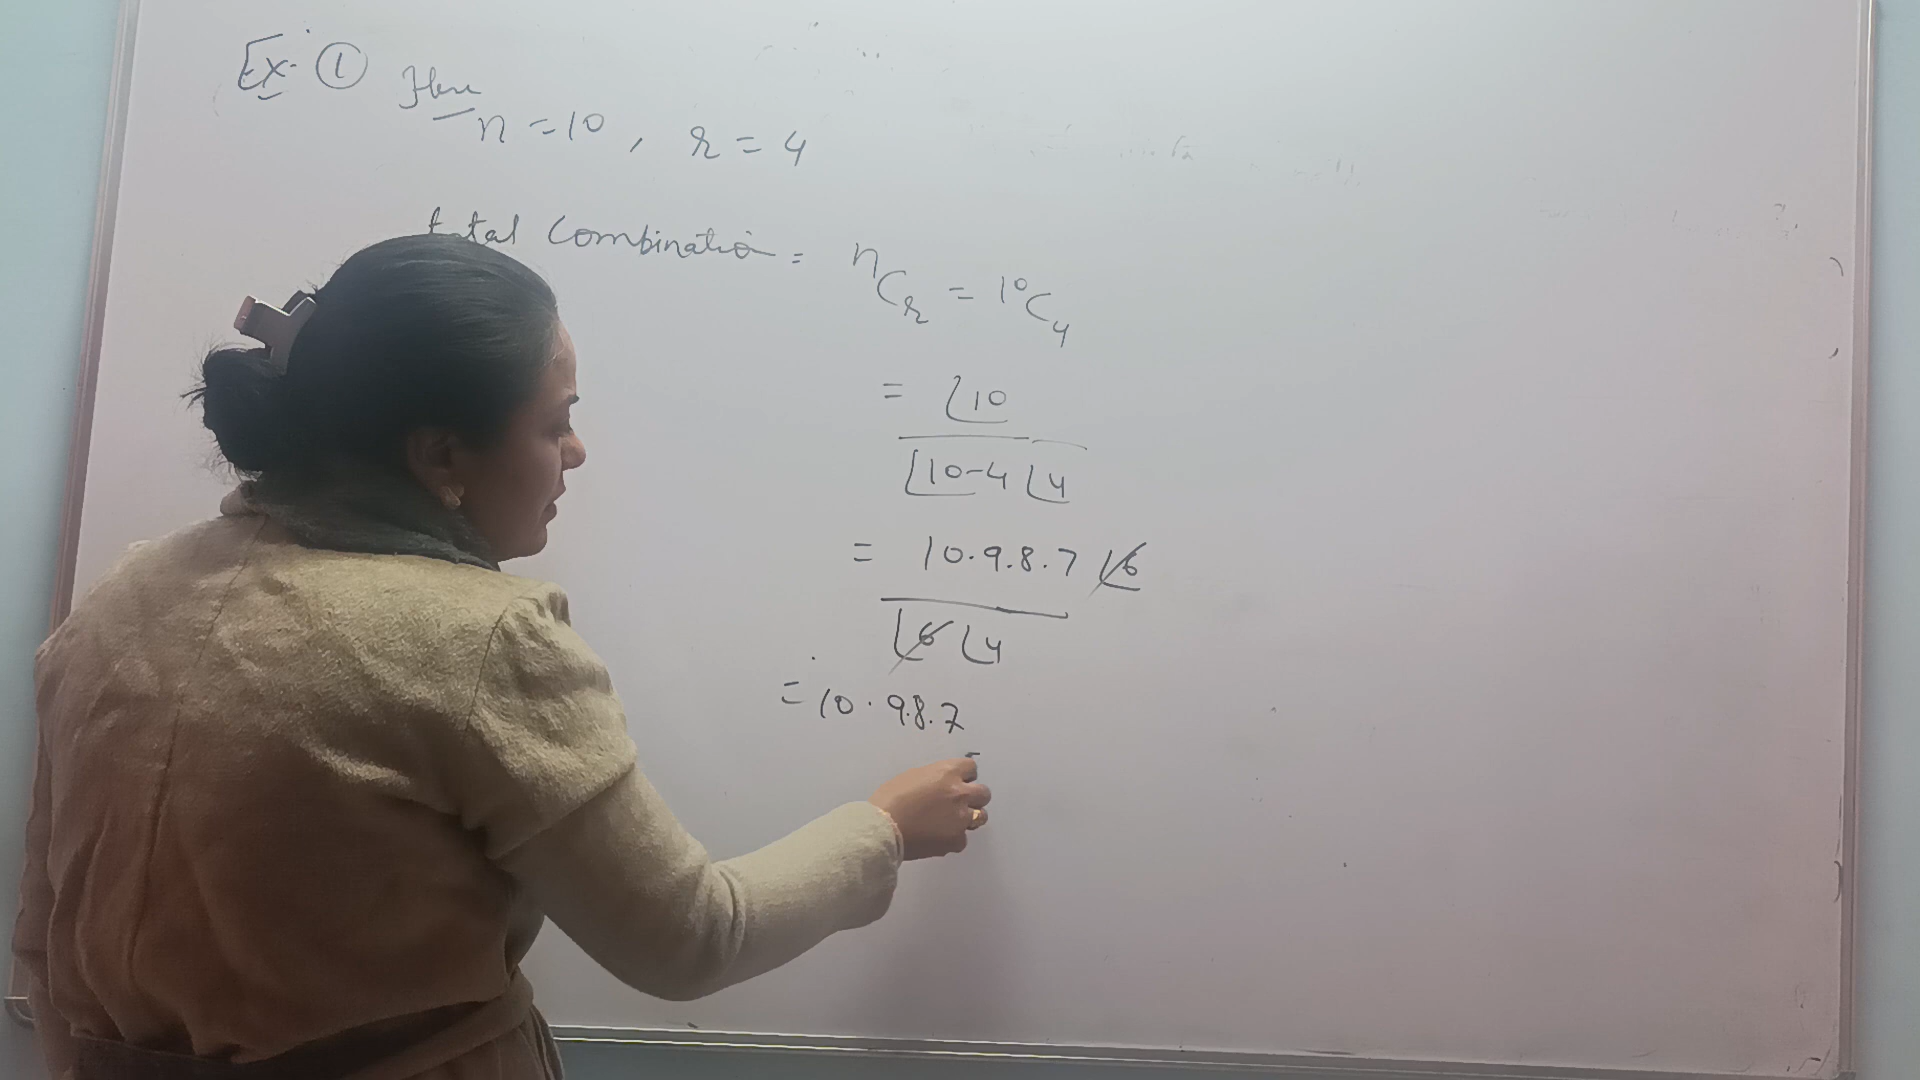 Ex. ① Here
n = 10, r = 4
total combination = nCr = 10C4
= ⌊10
⌊10-4 ⌊4
= 10.9.8.7 ⌊6
⌊6 ⌊4
= 10.9.8.7